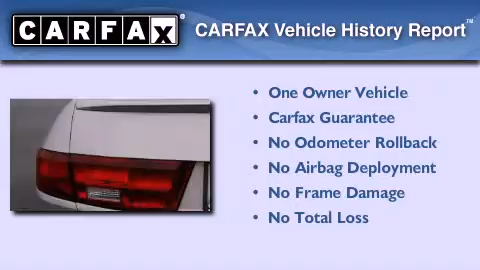 CARFAX® CARFAX Vehicle History Report™
• One Owner Vehicle
• Carfax Guarantee
• No Odometer Rollback
• No Airbag Deployment
• No Frame Damage
• No Total Loss